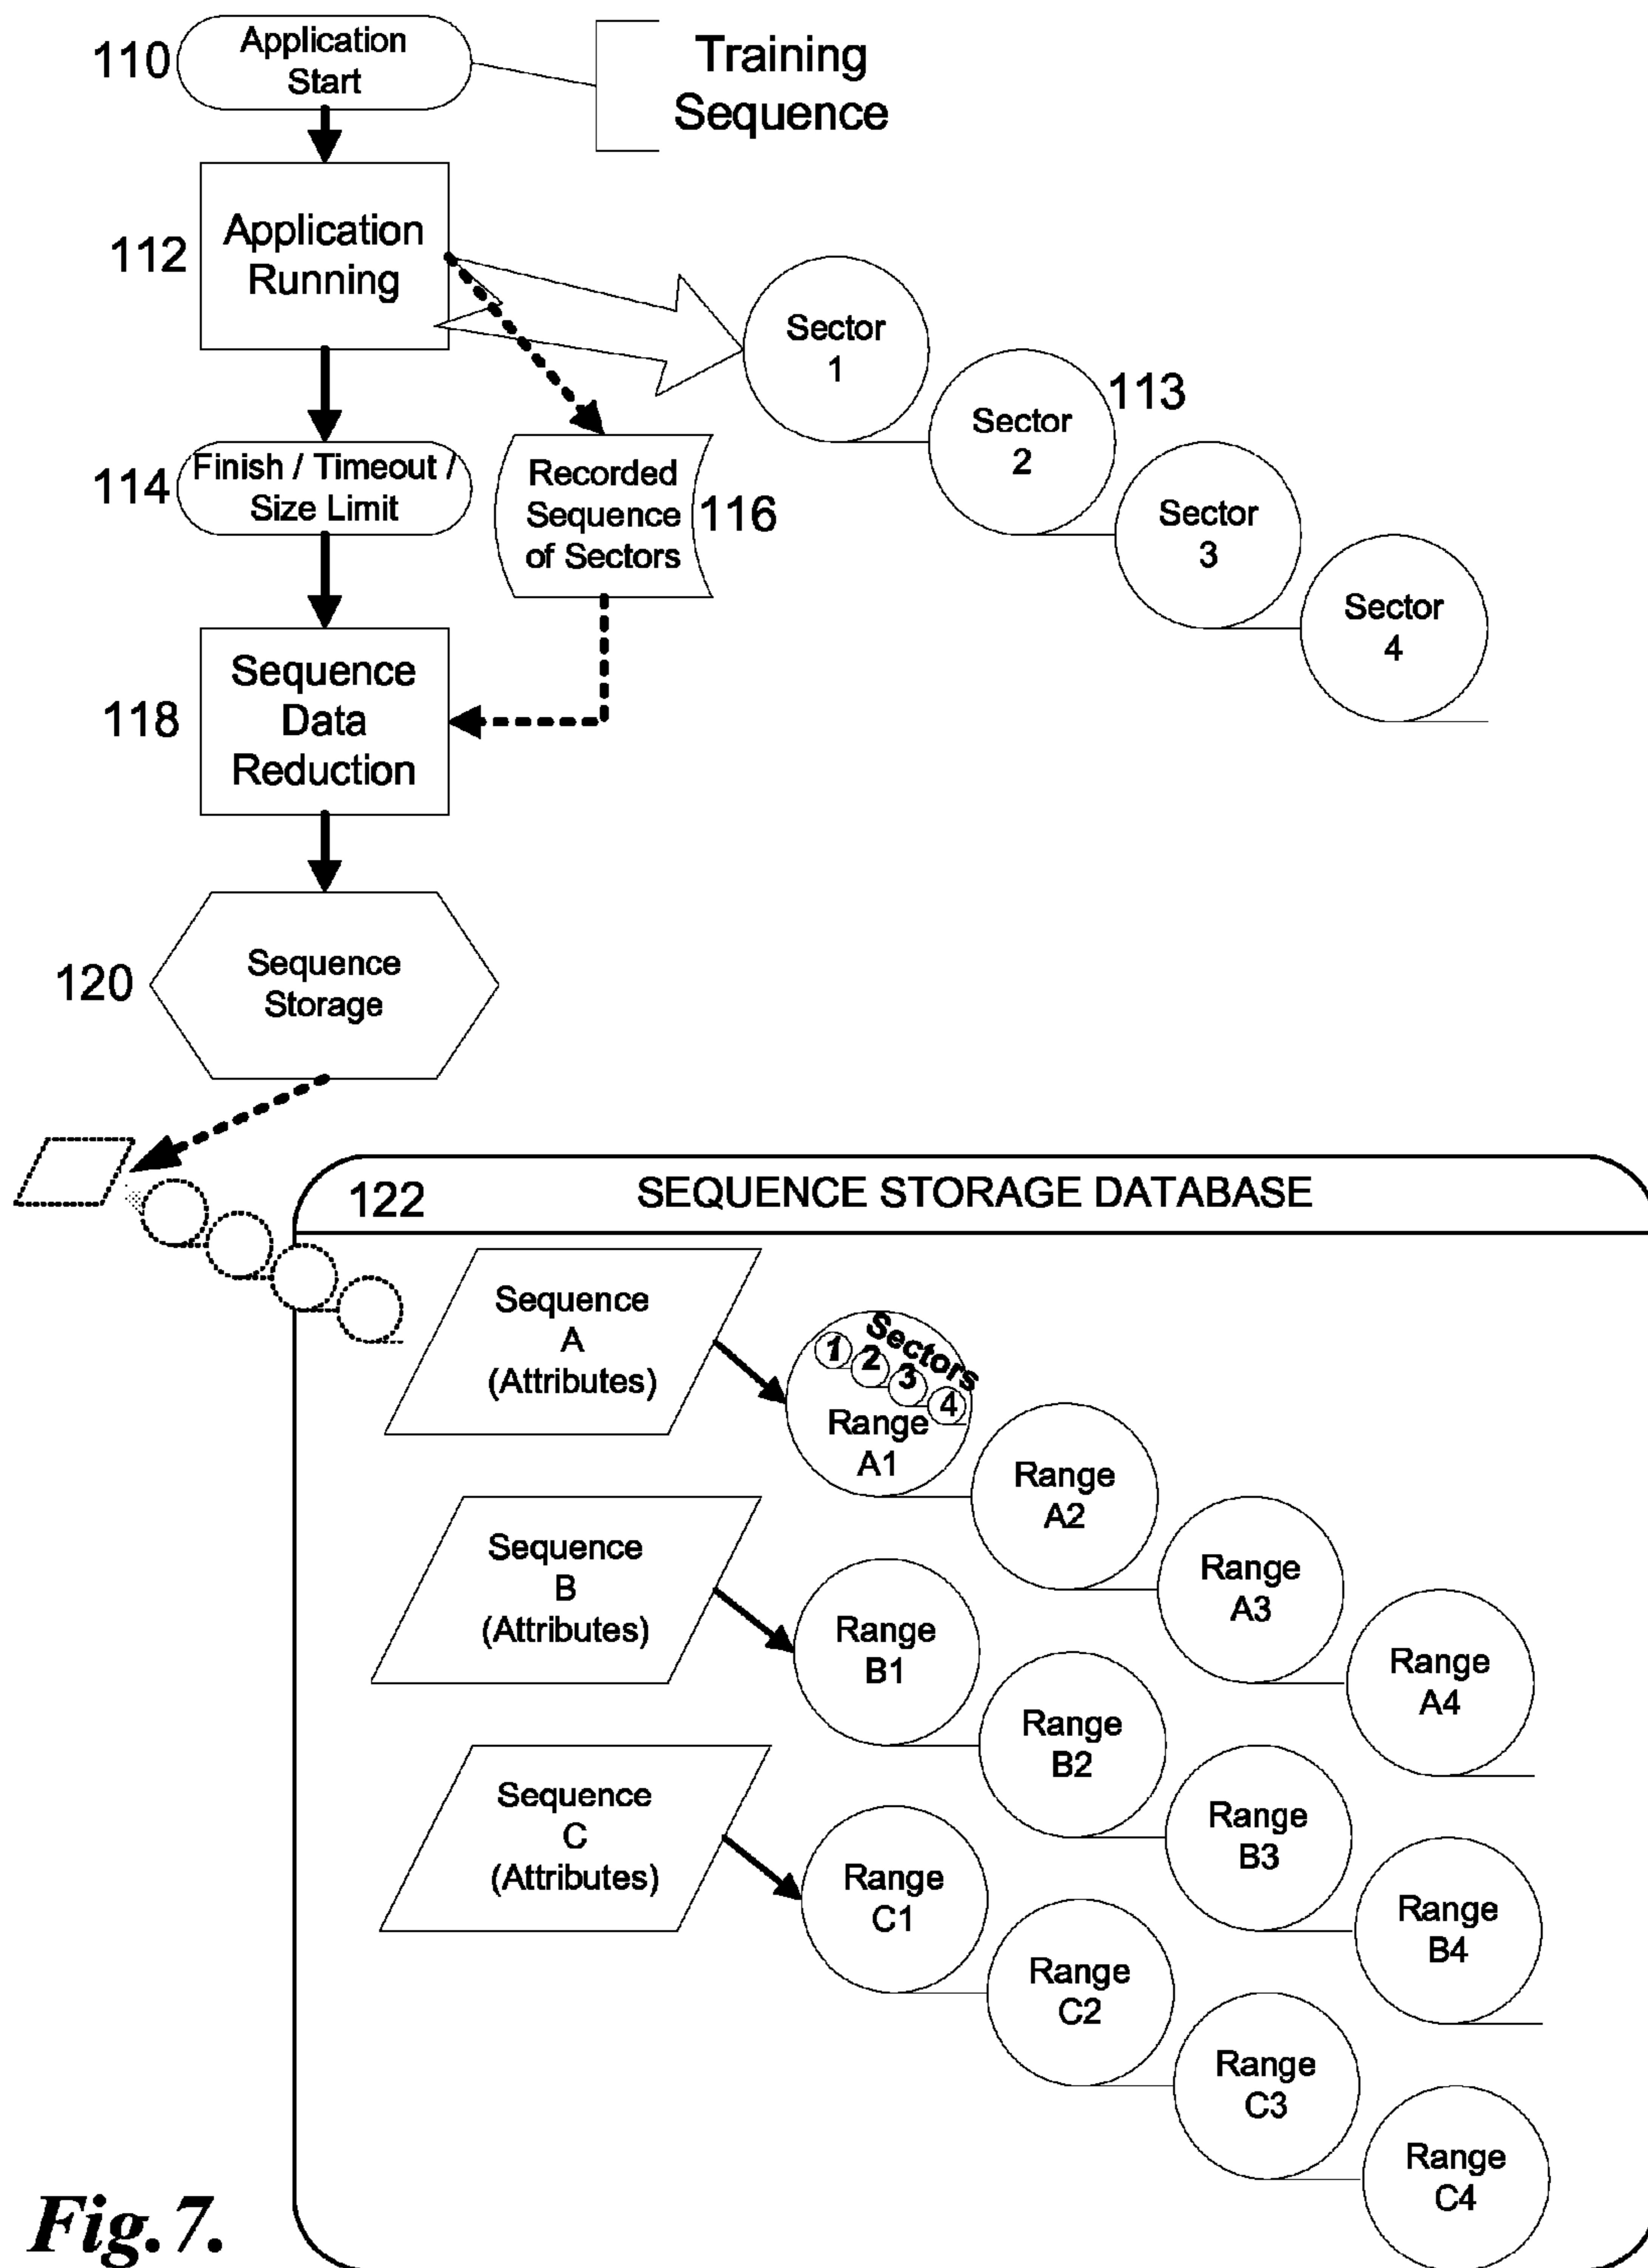 110
Application
Start
Training
Sequence
112
Application
Running
Sector
1
Sector
2
113
Sector
3
Sector
4
114
Finish / Timeout /
Size Limit
Recorded
Sequence
of Sectors
116
118
Sequence
Data
Reduction
120
Sequence
Storage
122
SEQUENCE STORAGE DATABASE
Sequence
A
(Attributes)
Sectors
1
2
3
4
Range
A1
Range
A2
Range
A3
Range
A4
Sequence
B
(Attributes)
Range
B1
Range
B2
Range
B3
Range
B4
Sequence
C
(Attributes)
Range
C1
Range
C2
Range
C3
Range
C4
Fig.7.